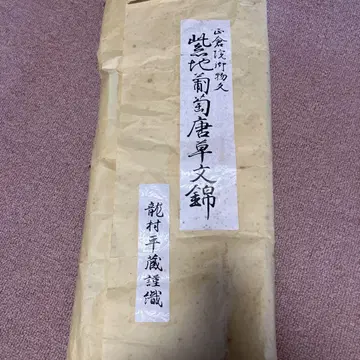 正倉院御物文
紫地葡萄唐草文錦
龍村平蔵謹織